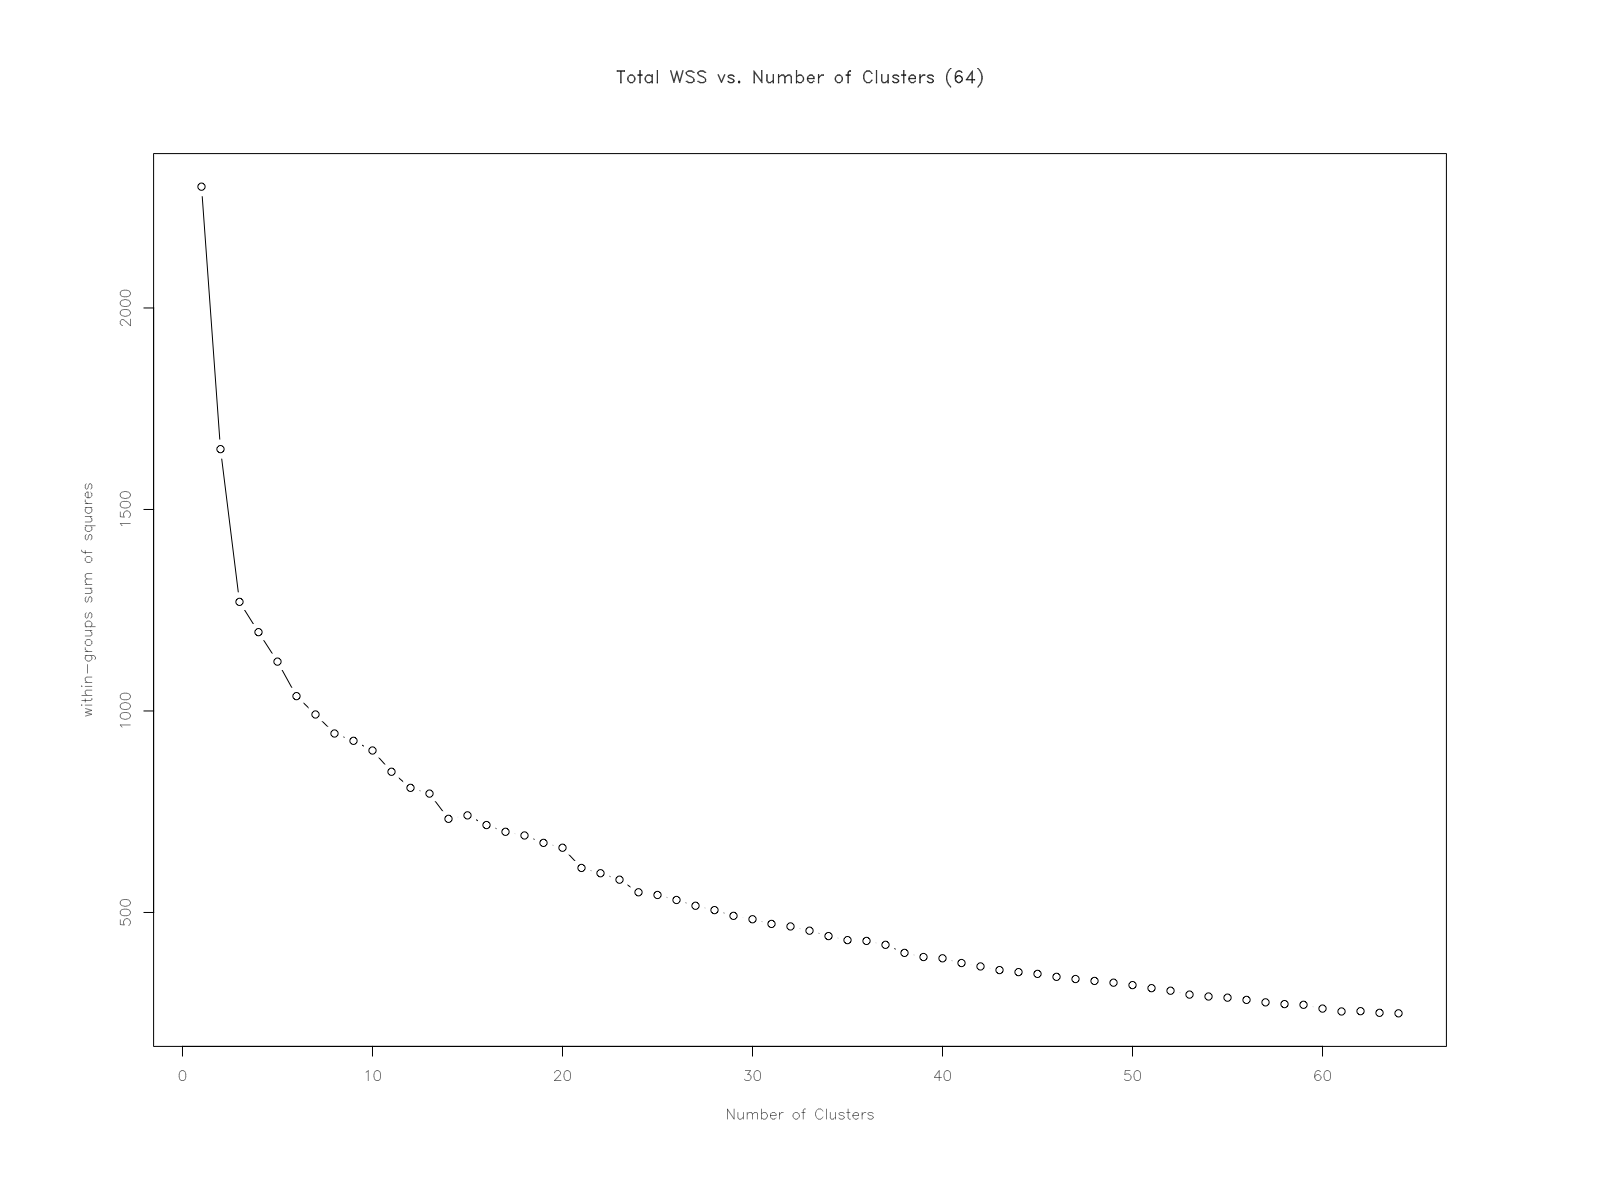 Total WSS vs. Number of Clusters (64)
within-groups sum of squares
2000
1500
1000
500
0 10 20 30 40 50 60
Number of Clusters